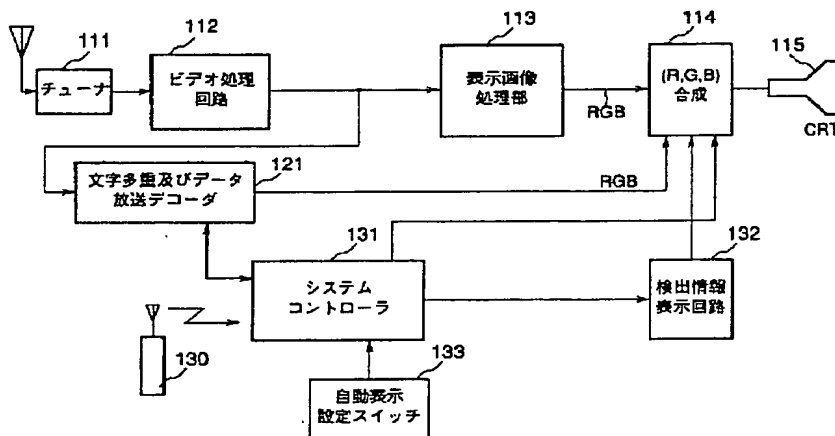 111
チューナ
112
ビデオ処理
回路
113
表示画像
処理部
RGB
114
(R,G,B)
合成
115
CRT
121
文字多重及びデータ
放送デコーダ
RGB
131
システム
コントローラ
132
検出情報
表示回路
130
133
自動表示
設定スイッチ